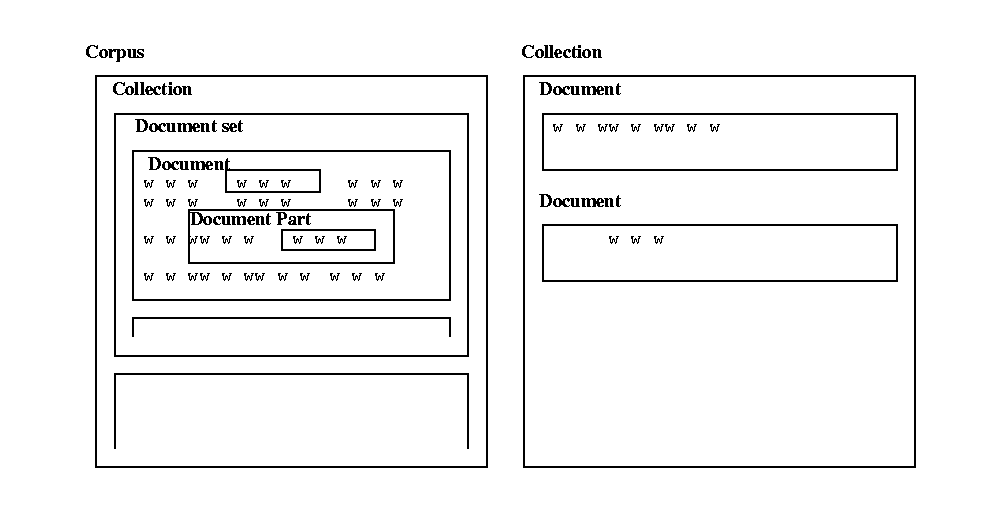 Corpus
Collection
Document set
Document
w w w w w w w w w
w w w w w w w w w
Document Part
w w ww w w w w w
w w ww w ww w w w w w
Collection
Document
w w ww w ww w w
Document
w w w